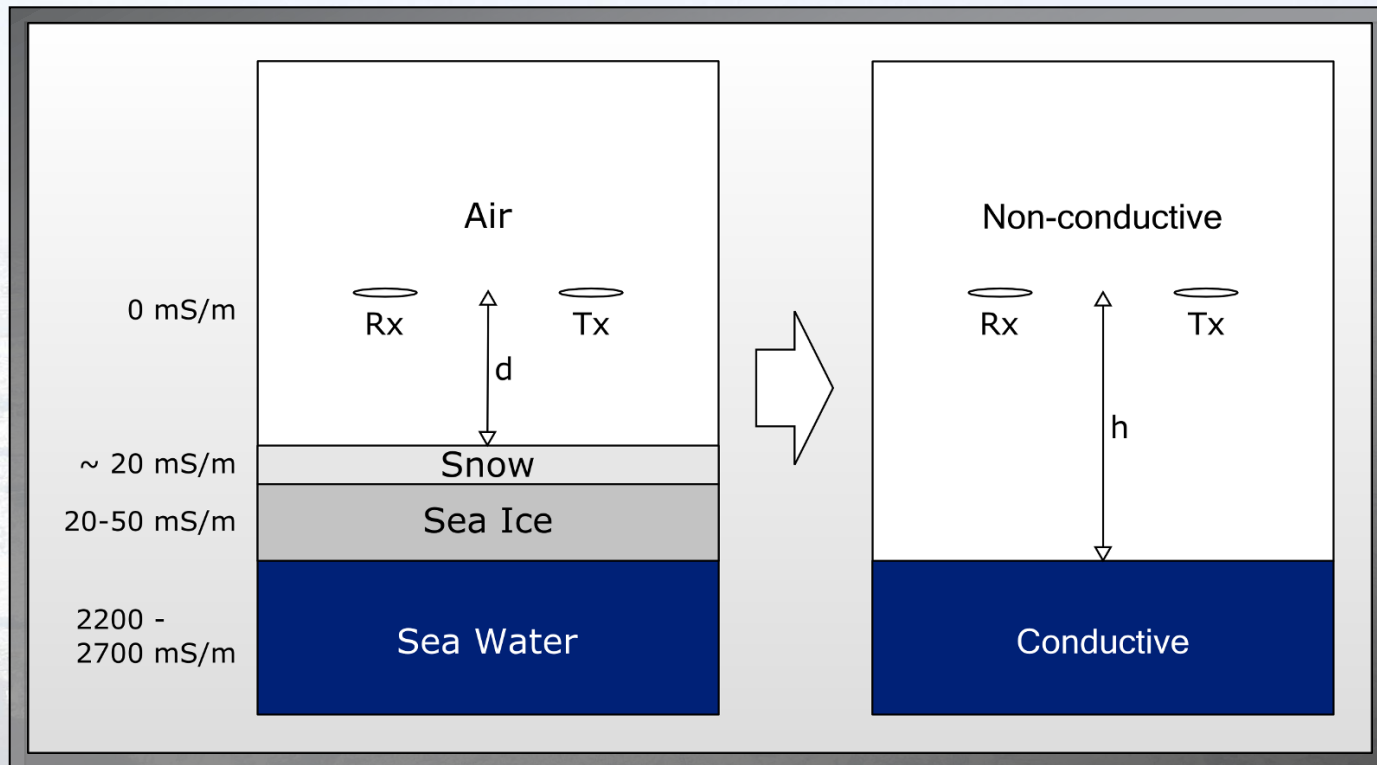 Air
0 mS/m
Rx
Tx
d
~ 20 mS/m
Snow
20-50 mS/m
Sea Ice
2200 -
2700 mS/m
Sea Water
Non-conductive
Rx
Tx
h
Conductive